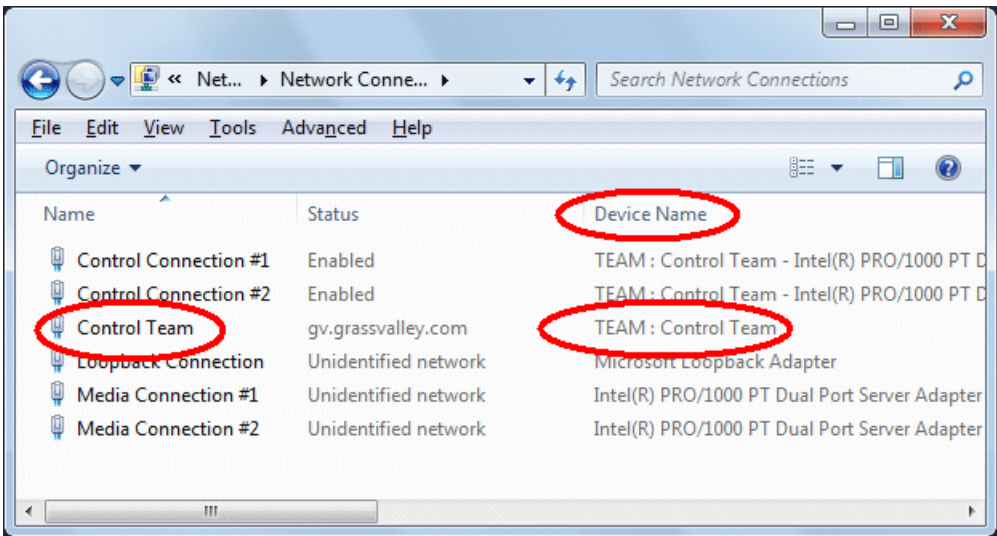 « Net... Network Conne... Search Network Connections
File Edit View Tools Advanced Help
Organize
Name Status Device Name
Control Connection #1 Enabled TEAM : Control Team - Intel(R) PRO/1000 PT D
Control Connection #2 Enabled TEAM : Control Team - Intel(R) PRO/1000 PT D
Control Team gv.grassvalley.com TEAM : Control Team
Loopback Connection Unidentified network Microsoft Loopback Adapter
Media Connection #1 Unidentified network Intel(R) PRO/1000 PT Dual Port Server Adapter
Media Connection #2 Unidentified network Intel(R) PRO/1000 PT Dual Port Server Adapter